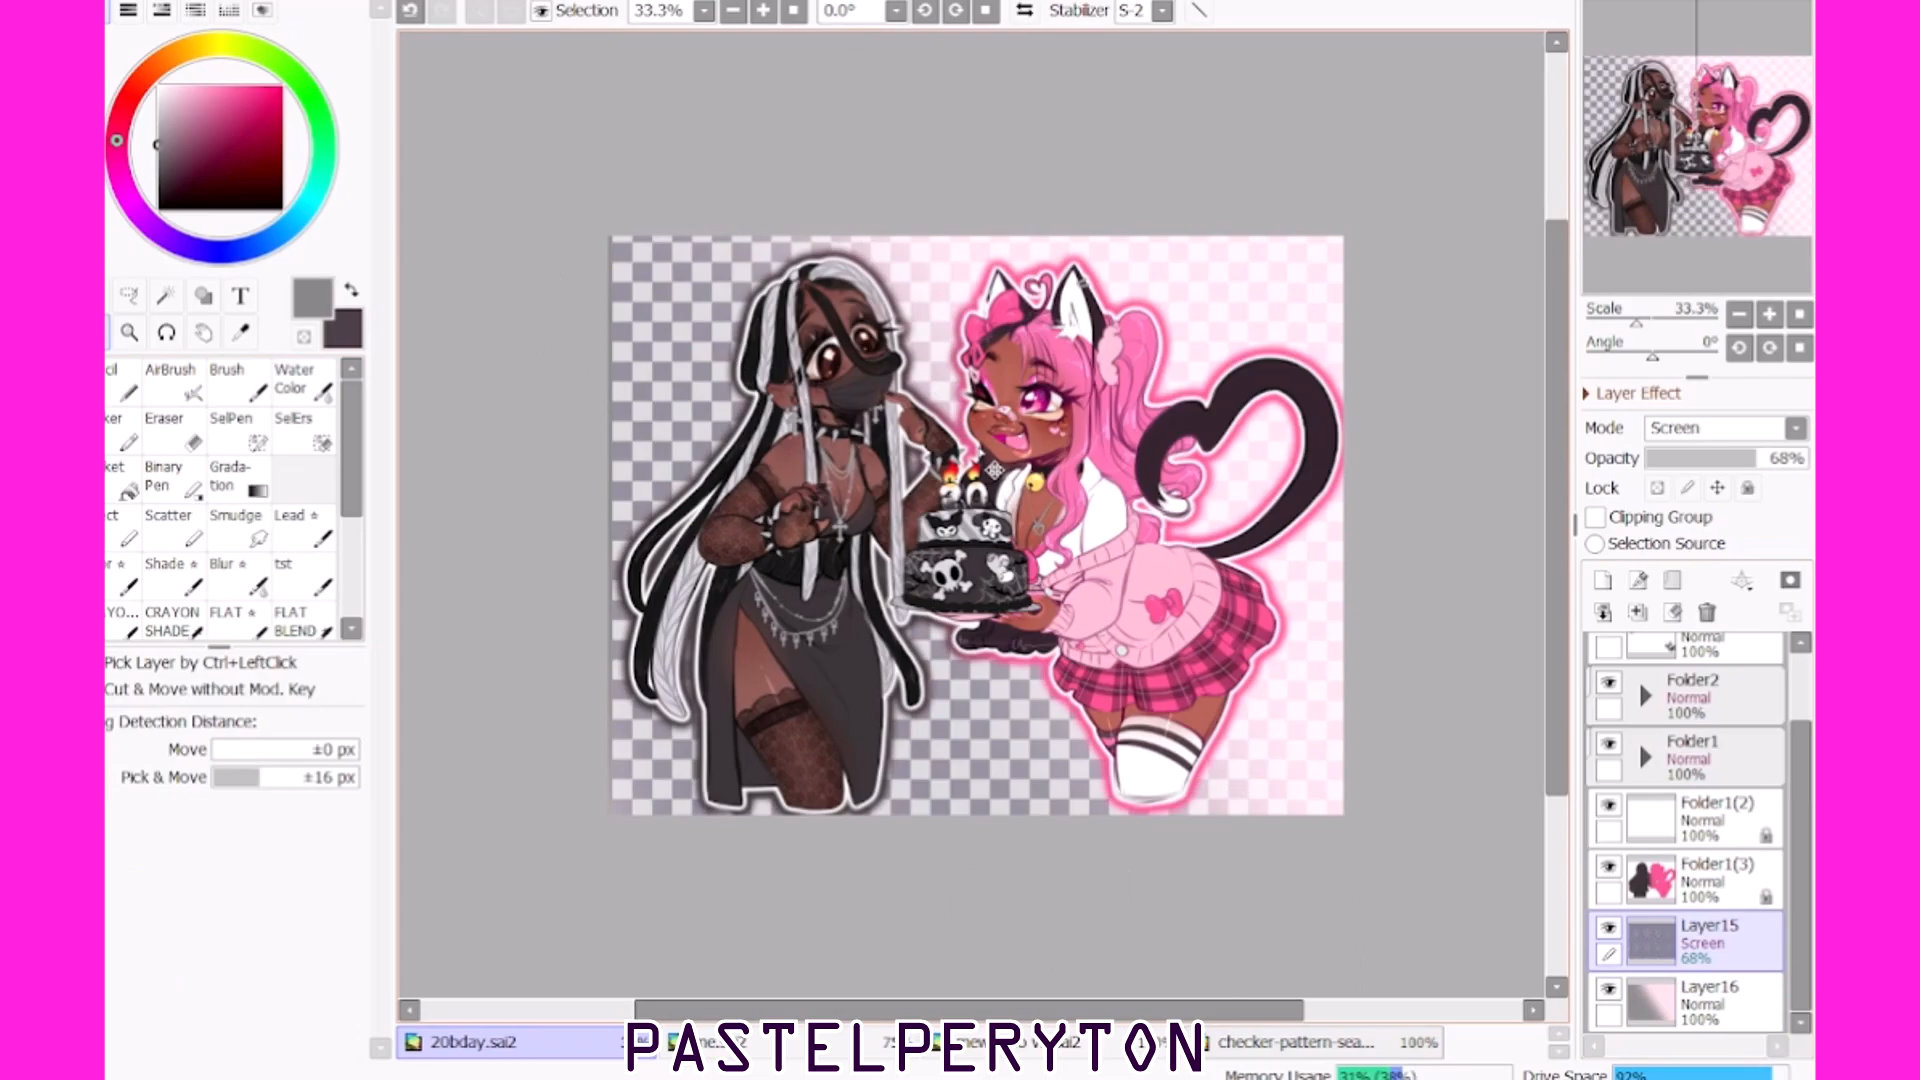 Selection 33.3% 0.0° Stabilizer S-2
T
AirBrush Brush Water Color
Eraser SelPen SelErs
Binary Pen Grada-tion
Scatter Smudge Lead
Shade Blur tst
CRAYON SHADE FLAT FLAT BLEND
Pick Layer by Ctrl+LeftClick
Cut & Move without Mod. Key
g Detection Distance:
Move ±0 px
Pick & Move ±16 px
Scale 33.3%
Angle 0°
Layer Effect
Mode Screen
Opacity 68%
Lock
Clipping Group
Selection Source
Normal
100%
Folder2
Normal
100%
Folder1
Normal
100%
Folder1(2)
Normal
100%
Folder1(3)
Normal
100%
Layer15
Screen
68%
Layer16
Normal
100%
20bday.sai2
checker-pattern-sea... 100%
PASTELPERYTON
Memory Usage 31% (38%) Drive Space 92%